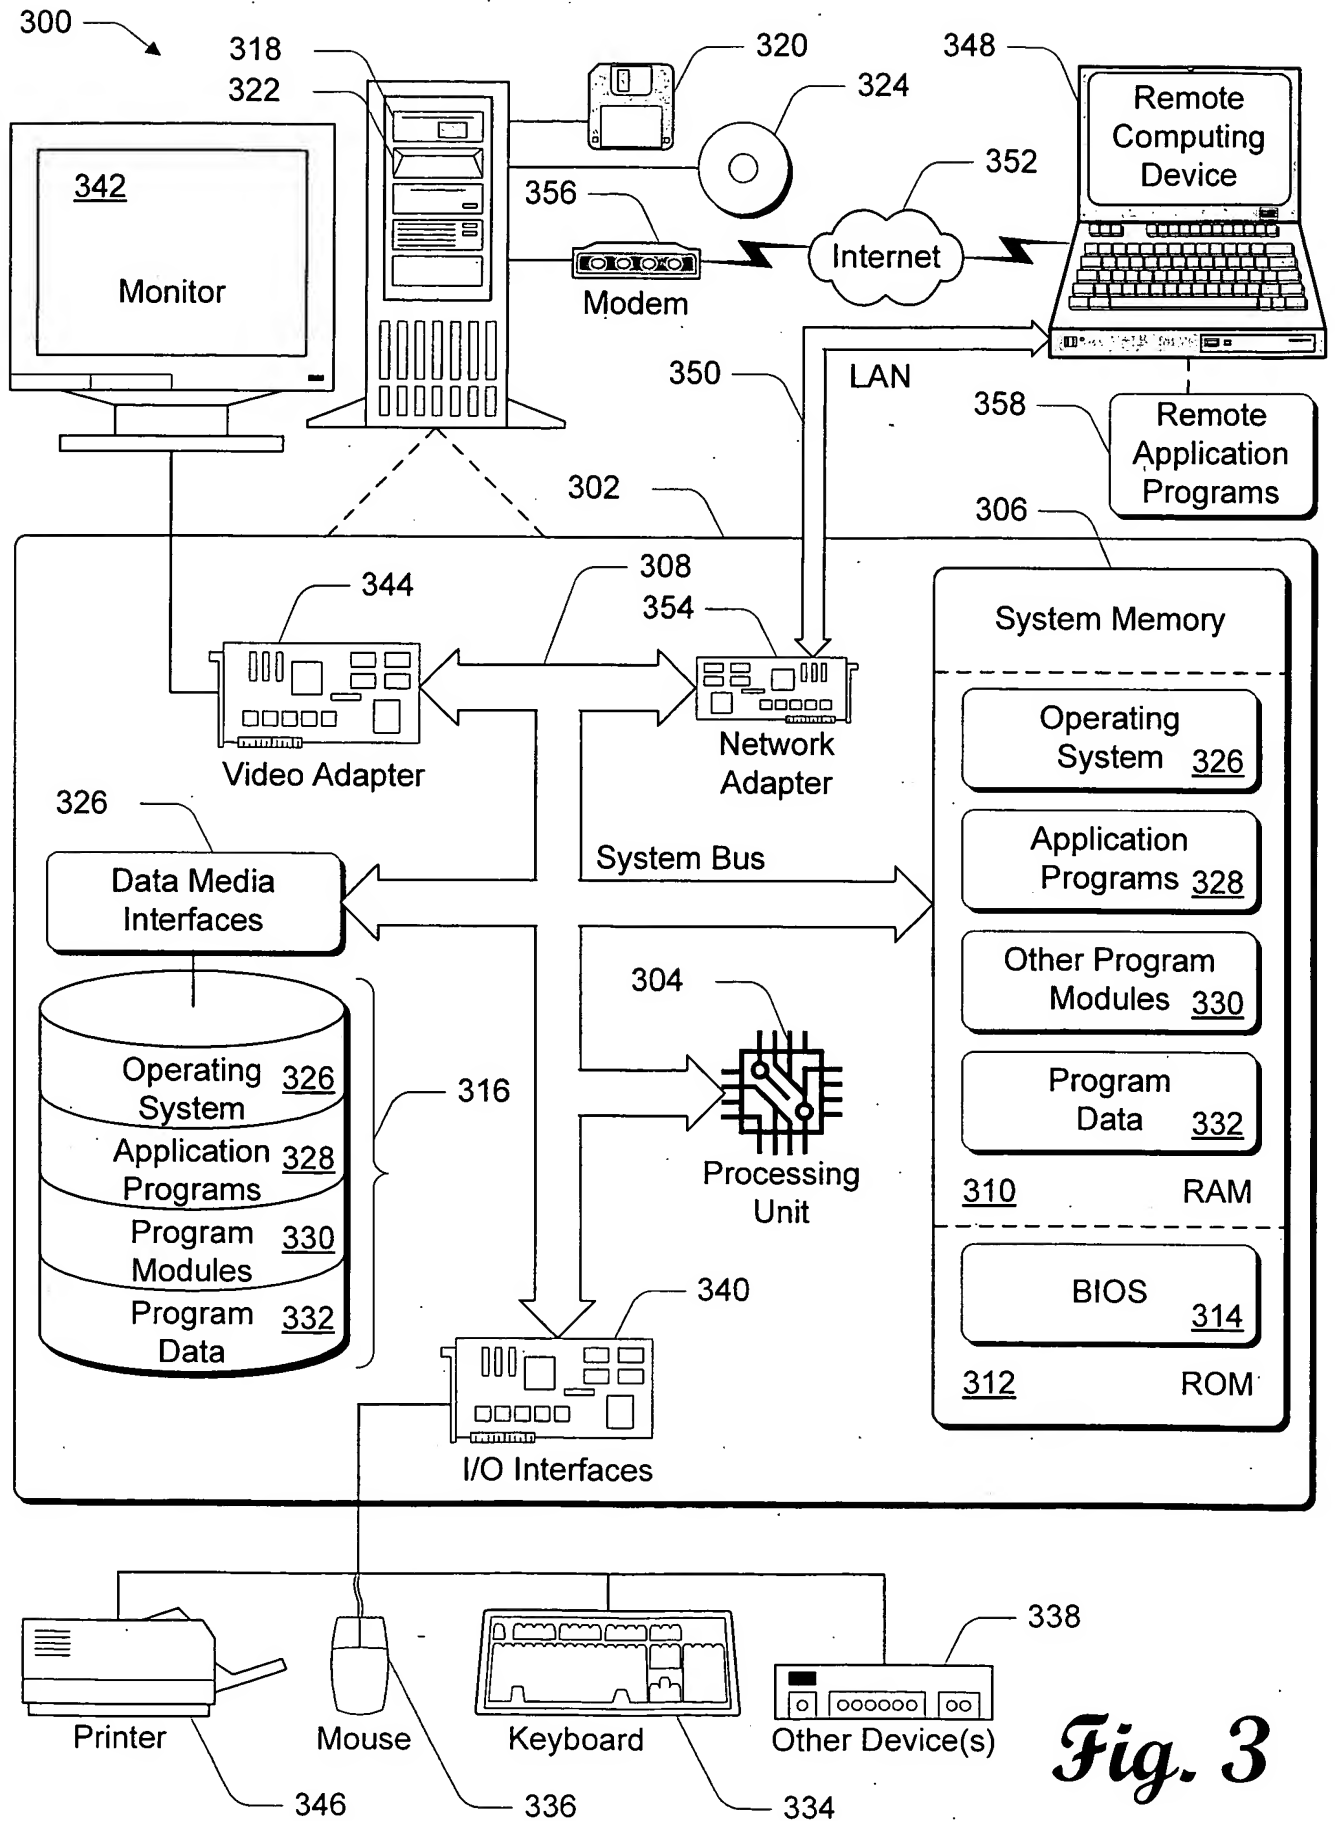 300
318
322
320
324
348
Remote
Computing
Device
352
356
342
Monitor
Internet
Modem
350
LAN
358
Remote
Application
Programs
302
306
308
344
354
System Memory
Operating
System 326
Network
Adapter
Video Adapter
326
Application
Programs 328
System Bus
Data Media
Interfaces
Other Program
Modules 330
304
Operating
System 326
316
Program
Data 332
Application
Programs 328
Processing
Unit
310 RAM
Program
Modules 330
340
BIOS
314
Program
Data 332
312 ROM
I/O Interfaces
338
Printer
Mouse
Keyboard
Other Device(s)
346
336
334
Fig. 3